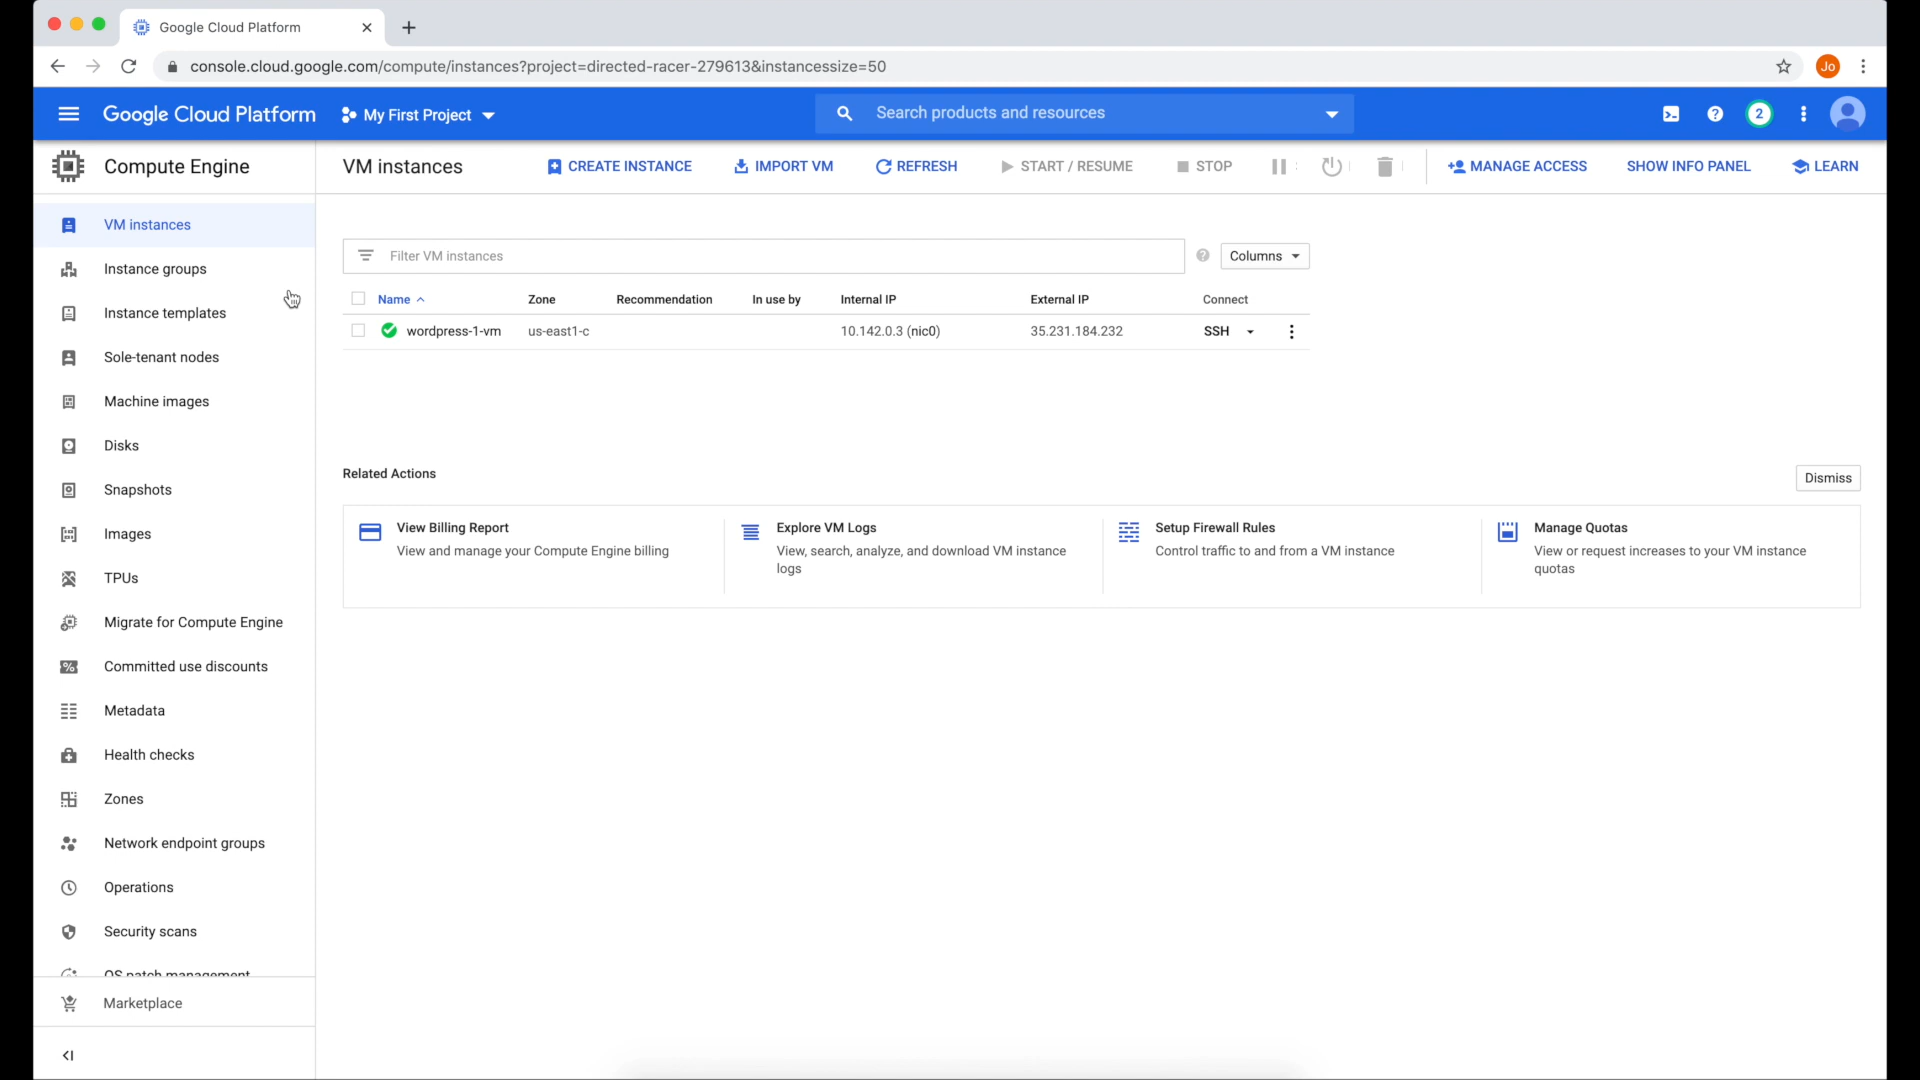 Google Cloud Platform
console.cloud.google.com/compute/instances?project=directed-racer-279613&instancessize=50
Jo
Google Cloud Platform
My First Project
Search products and resources
2
Compute Engine
VM instances
CREATE INSTANCE
IMPORT VM
REFRESH
START / RESUME
STOP
MANAGE ACCESS
SHOW INFO PANEL
LEARN
VM instances
Instance groups
Instance templates
Sole-tenant nodes
Machine images
Disks
Snapshots
Images
TPUs
Migrate for Compute Engine
Committed use discounts
Metadata
Health checks
Zones
Network endpoint groups
Operations
Security scans
OS patch management
Marketplace
Filter VM instances
Columns
Name Zone Recommendation In use by Internal IP External IP Connect
wordpress-1-vm us-east1-c 10.142.0.3 (nic0) 35.231.184.232 SSH
Related Actions
Dismiss
View Billing Report
View and manage your Compute Engine billing
Explore VM Logs
View, search, analyze, and download VM instance
logs
Setup Firewall Rules
Control traffic to and from a VM instance
Manage Quotas
View or request increases to your VM instance
quotas